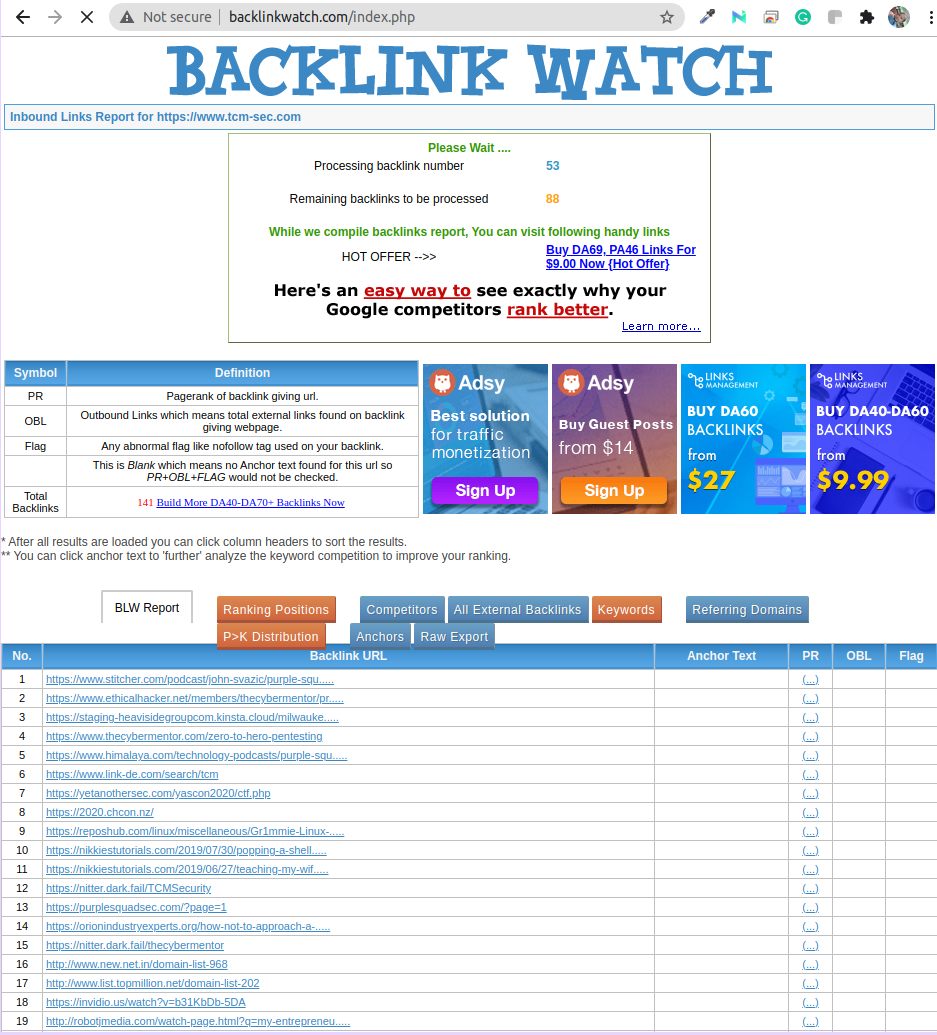 Not secure | backlinkwatch.com/index.php
BACKLINK WATCH
Inbound Links Report for https://www.tcm-sec.com
Please Wait ....
Processing backlink number 53
Remaining backlinks to be processed 88
While we compile backlinks report, You can visit following handy links
HOT OFFER -->> Buy DA69, PA46 Links For
$9.00 Now {Hot Offer}
Here's an easy way to see exactly why your
Google competitors rank better.
Learn more...
Symbol Definition
PR Pagerank of backlink giving url.
OBL Outbound Links which means total external links found on backlink
giving webpage.
Flag Any abnormal flag like nofollow tag used on your backlink.
This is Blank which means no Anchor text found for this url so
PR+OBL+FLAG would not be checked.
Total
Backlinks
141 Build More DA40-DA70+ Backlinks Now
Adsy
Best solution
for traffic
monetization
Sign Up
Adsy
Buy Guest Posts
from $14
Sign Up
LINKS
MANAGEMENT
BUY DA60
BACKLINKS
from
$27
LINKS
MANAGEMENT
BUY DA40-DA60
BACKLINKS
from
$9.99
* After all results are loaded you can click column headers to sort the results.
** You can click anchor text to 'further' analyze the keyword competition to improve your ranking.
BLW Report Ranking Positions Competitors All External Backlinks Keywords Referring Domains
P>K Distribution Anchors Raw Export
No. Backlink URL Anchor Text PR OBL Flag
1 https://www.stitcher.com/podcast/john-svazic/purple-squ..... (...)
2 https://www.ethicalhacker.net/members/thecybermentor/pr..... (...)
3 https://staging-heavisidegroupcom.kinsta.cloud/milwauke..... (...)
4 https://www.thecybermentor.com/zero-to-hero-pentesting (...)
5 https://www.himalaya.com/technology-podcasts/purple-squ..... (...)
6 https://www.link-de.com/search/tcm (...)
7 https://yetanothersec.com/yascon2020/ctf.php (...)
8 https://2020.chcon.nz/ (...)
9 https://reposhub.com/linux/miscellaneous/Gr1mmie-Linux-..... (...)
10 https://nikkiestutorials.com/2019/07/30/popping-a-shell..... (...)
11 https://nikkiestutorials.com/2019/06/27/teaching-my-wif..... (...)
12 https://nitter.dark.fail/TCMSecurity (...)
13 https://purplesquadsec.com/?page=1 (...)
14 https://orionindustryexperts.org/how-not-to-approach-a-..... (...)
15 https://nitter.dark.fail/thecybermentor (...)
16 http://www.new.net.in/domain-list-968 (...)
17 http://www.list.topmillion.net/domain-list-202 (...)
18 https://invidio.us/watch?v=b31KbDb-5DA (...)
19 http://robotjmedia.com/watch-page.html?q=my-entrepreneu..... (...)